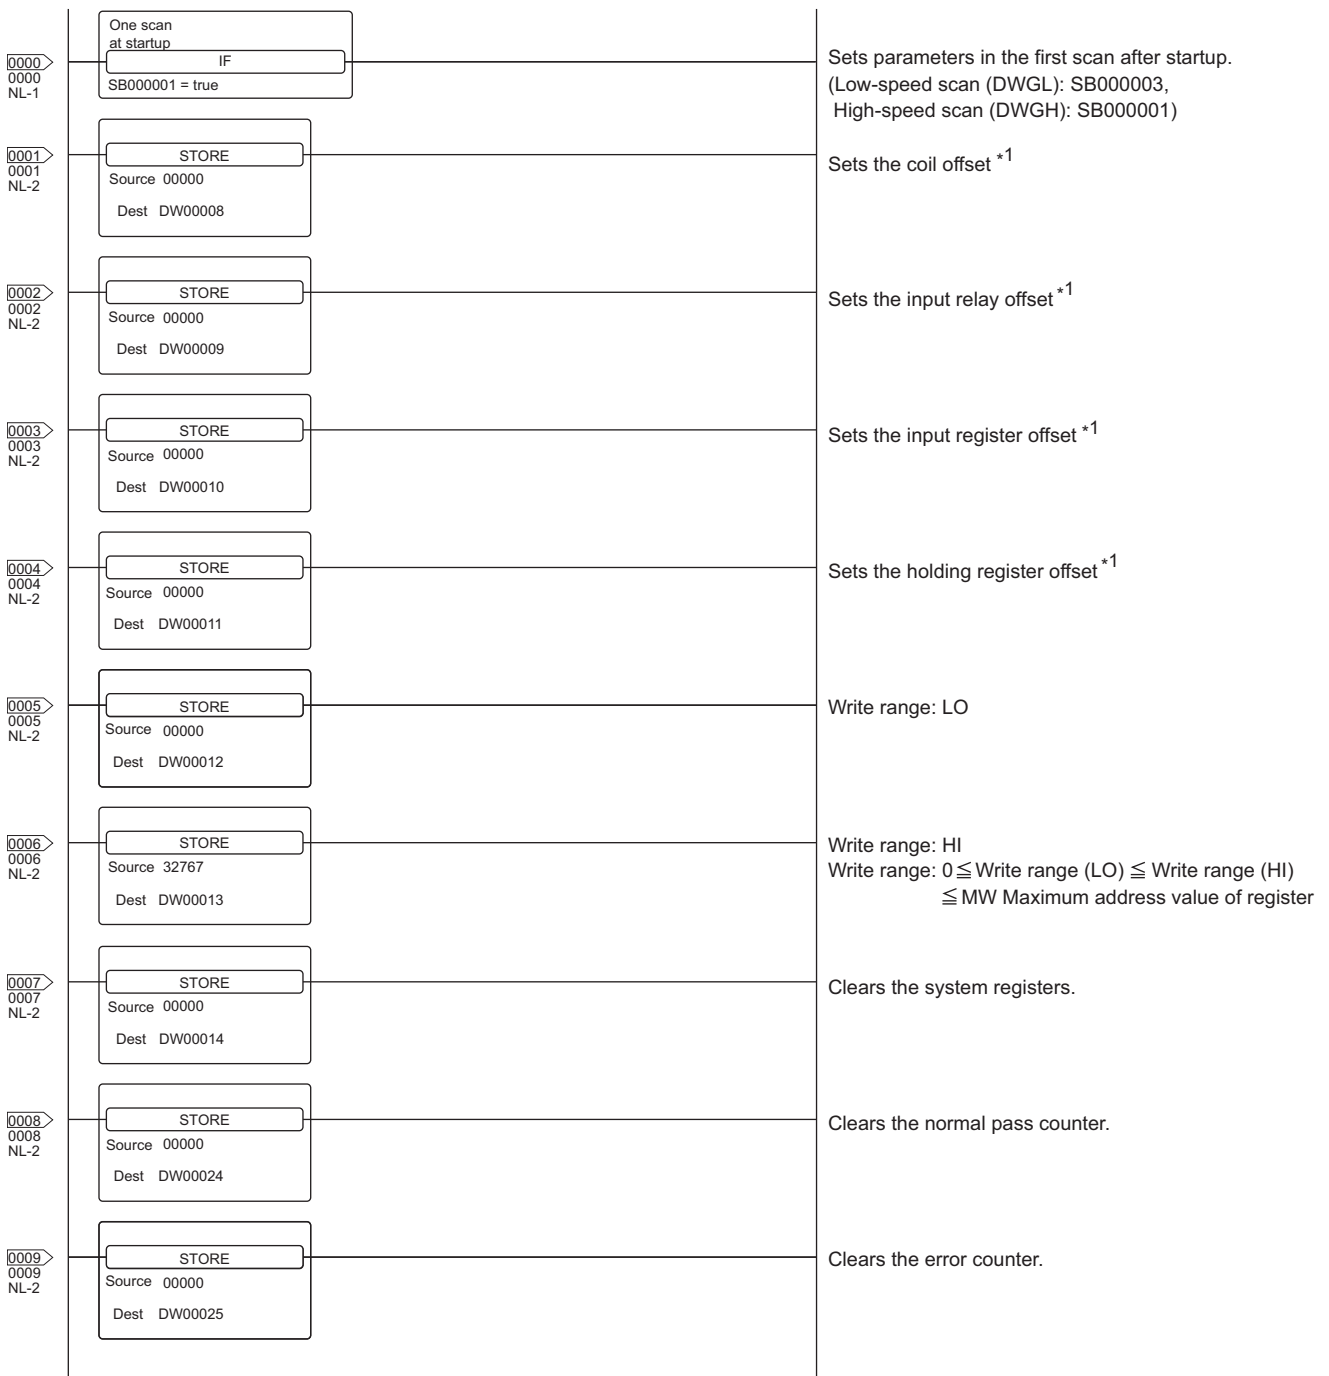 One scan
at startup
0000
0000
NL-1
IF
SB000001 = true
Sets parameters in the first scan after startup.
(Low-speed scan (DWGL): SB000003,
High-speed scan (DWGH): SB000001)
0001
0001
NL-2
STORE
Source 00000
Dest DW00008
Sets the coil offset *1
0002
0002
NL-2
STORE
Source 00000
Dest DW00009
Sets the input relay offset *1
0003
0003
NL-2
STORE
Source 00000
Dest DW00010
Sets the input register offset *1
0004
0004
NL-2
STORE
Source 00000
Dest DW00011
Sets the holding register offset *1
0005
0005
NL-2
STORE
Source 00000
Dest DW00012
Write range: LO
0006
0006
NL-2
STORE
Source 32767
Dest DW00013
Write range: HI
Write range: 0 ≦ Write range (LO) ≦ Write range (HI)
≦ MW Maximum address value of register
0007
0007
NL-2
STORE
Source 00000
Dest DW00014
Clears the system registers.
0008
0008
NL-2
STORE
Source 00000
Dest DW00024
Clears the normal pass counter.
0009
0009
NL-2
STORE
Source 00000
Dest DW00025
Clears the error counter.